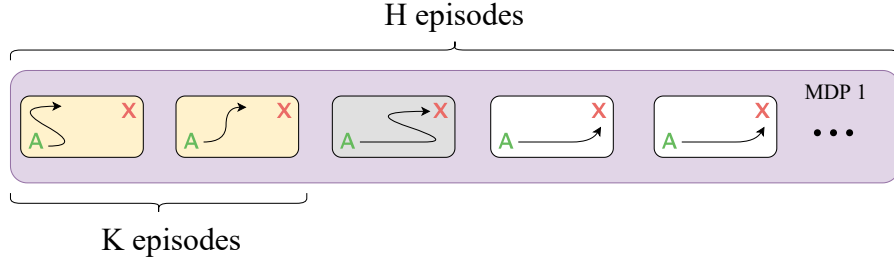 H episodes
MDP 1
A X A X A X A X A X
K episodes